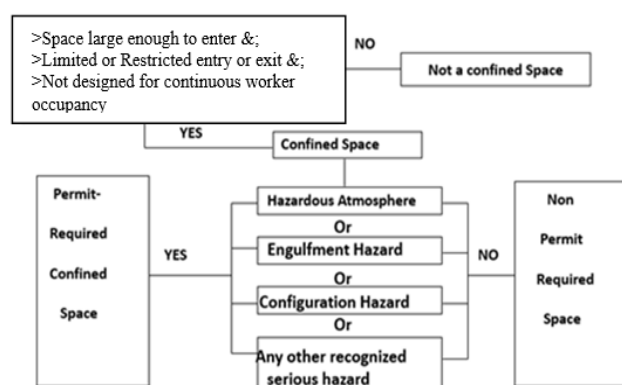 >Space large enough to enter &;
>Limited or Restricted entry or exit &;
>Not designed for continuous worker
occupancy
NO
Not a confined Space
YES
Confined Space
Permit-
Required
Confined
Space
YES
Hazardous Atmosphere
Or
Engulfment Hazard
Or
Configuration Hazard
Or
Any other recognized
serious hazard
NO
Non
Permit
Required
Space